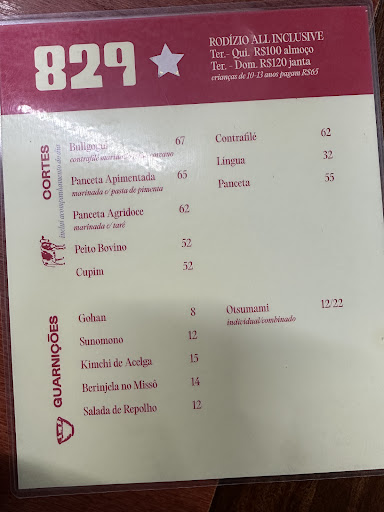 829
RODÍZIO ALL INCLUSIVE
Ter. - Qui. R$100 almoço
Ter. - Dom. R$120 janta
crianças de 10-13 anos pagam R$65
CORTES
Bulgogui 67
contrafilé
Panceta Apimentada 65
marinada c/ pasta de pimenta
Panceta Agridoce 62
marinada c/ tarê
Peito Bovino 52
Cupim 52
Contrafilé 62
Língua 32
Panceta 55
GUARNIÇÕES
Gohan 8
Sunomono 12
Kimchi de Acelga 15
Berinjela no Missô 14
Salada de Repolho 12
Otsumami 12/22
individual/combinado